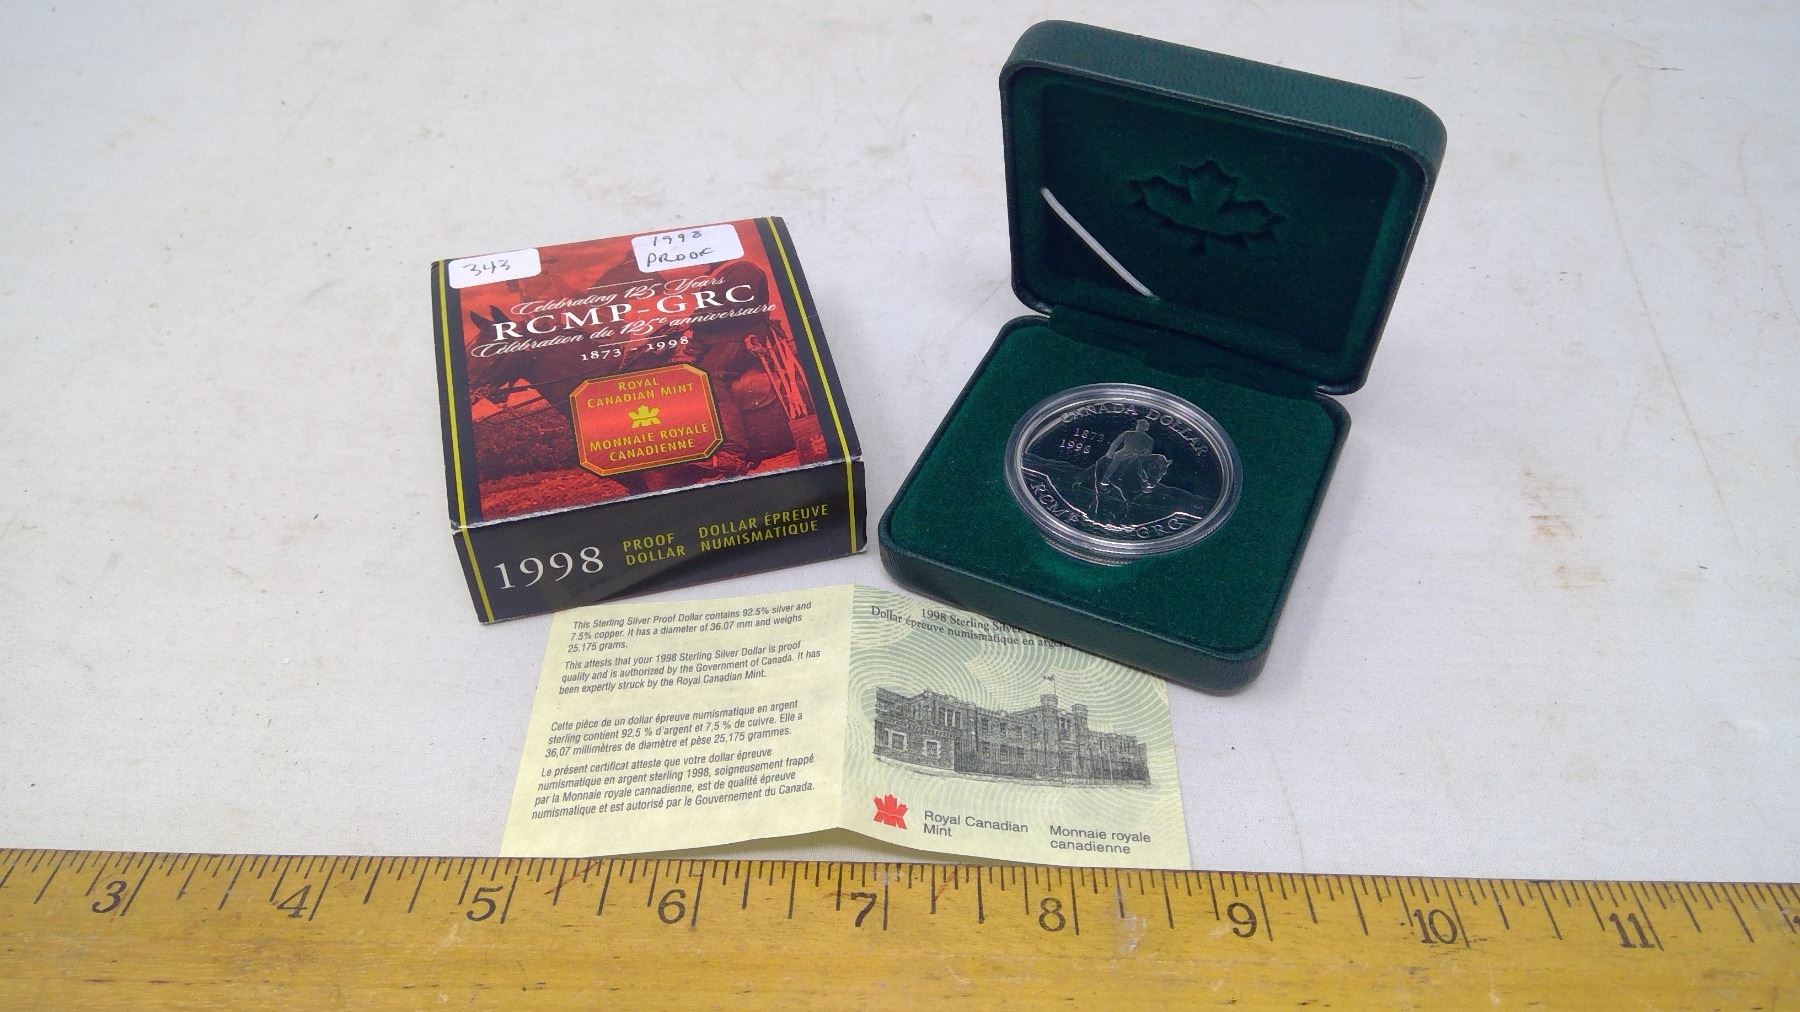 343
1998
PROOF
Celebrating 125 Years
RCMP-GRC
Célébration du 125e anniversaire
1873 - 1998
ROYAL
CANADIAN MINT
MONNAIE ROYALE
CANADIENNE
1998
PROOF
DOLLAR
DOLLAR ÉPREUVE
NUMISMATIQUE
CANADA DOLLAR
1873
1998
RCMP GRC
This Sterling Silver Proof Dollar contains 92.5% silver and
7.5% copper. It has a diameter of 36.07 mm and weighs
25.175 grams.
This attests that your 1998 Sterling Silver Dollar is proof
quality and is authorized by the Government of Canada. It has
been expertly struck by the Royal Canadian Mint.
Cette pièce de un dollar épreuve numismatique en argent
sterling contient 92,5 % d'argent et 7,5 % de cuivre. Elle a
36,07 millimètres de diamètre et pèse 25,175 grammes.
Le présent certificat atteste que votre dollar épreuve
numismatique en argent sterling 1998, soigneusement frappé
par la Monnaie royale cannadienne, est de qualité épreuve
numismatique et est autorisé par le Gouvernement du Canada.
1998 Sterling
Dollar épreuve numismatique en
Royal Canadian
Mint
Monnaie royale
canadienne
3 4 5 6 7 8 9 10 11